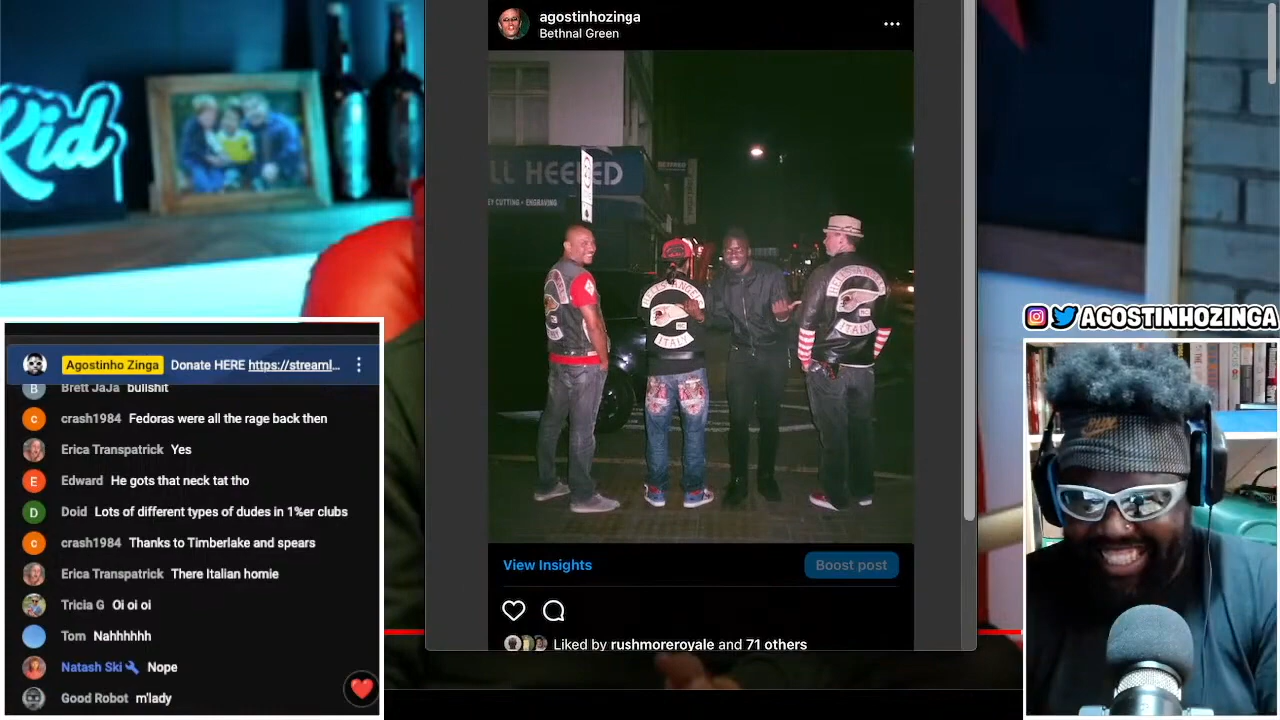 agostinhozinga
Bethnal Green
Kid
LL HEELED
EY CUTTING - ENGRAVING
HELLS ANGELS
MC
ITALY
HELLS ANGELS
MC
ITALY
View Insights
Boost post
Liked by rushmoreroyale and 71 others
AGOSTINHOZINGA
Agostinho Zinga Donate HERE https://streaml...
B Brett JaJa bullshit
c crash1984 Fedoras were all the rage back then
Erica Transpatrick Yes
E Edward He gots that neck tat tho
D Doid Lots of different types of dudes in 1%er clubs
c crash1984 Thanks to Timberlake and spears
Erica Transpatrick There Italian homie
Tricia G Oi oi oi
Tom Nahhhhhh
Natash Ski Nope
Good Robot m'lady